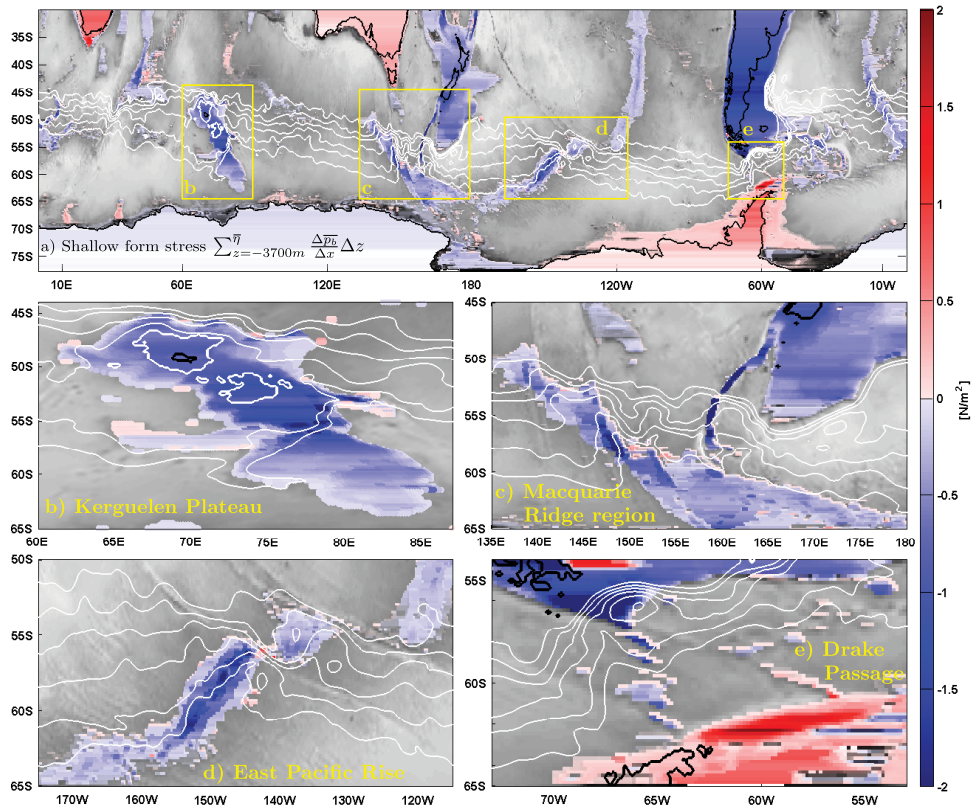 35S
40S
45S
50S
55S
60S
65S
70S
75S
b
c
d
e
a) Shallow form stress $\sum_{z=-3700m}^{\overline{\eta}} \frac{\Delta \overline{p_b}}{\Delta x} \Delta z$
10E
60E
120E
170E
120W
60W
10W
2
1.5
1
0.5
0
-0.5
-1
-1.5
-2
[N/m²]
45S
50S
55S
60S
65S
b) Kerguelen Plateau
60E
65E
70E
75E
80E
85E
45S
50S
55S
60S
65S
c) Macquarie
Ridge region
135E
140E
145E
150E
155E
160E
165E
170E
175E
180
50S
55S
60S
65S
d) East Pacific Rise
170W
150W
140W
130W
120W
55S
60S
65S
e) Drake
Passage
70W
65W
60W
55W